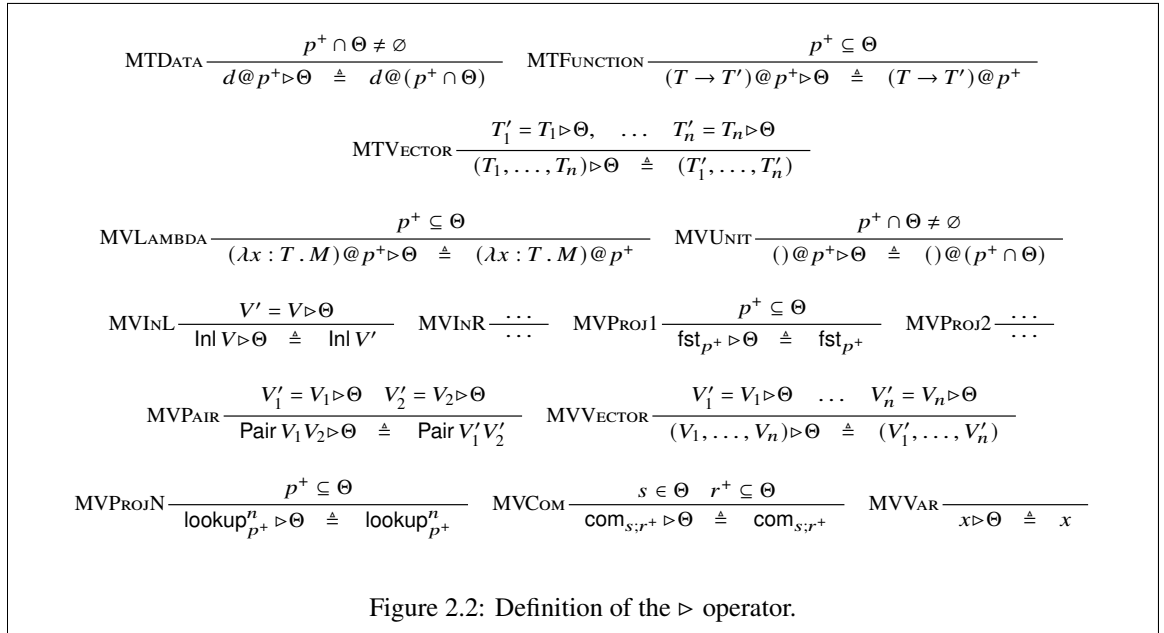 MTData p⁺ ∩ Θ ≠ ∅ / d@p⁺▷Θ ≜ d@(p⁺ ∩ Θ) MTFunction p⁺ ⊆ Θ / (T → T′)@p⁺▷Θ ≜ (T → T′)@p⁺
MTVector T′₁ = T₁▷Θ, … T′ₙ = Tₙ▷Θ / (T₁, … , Tₙ)▷Θ ≜ (T′₁, … , T′ₙ)
MVLambda p⁺ ⊆ Θ / (λx : T . M)@p⁺▷Θ ≜ (λx : T . M)@p⁺ MVUnit p⁺ ∩ Θ ≠ ∅ / ()@p⁺▷Θ ≜ ()@(p⁺ ∩ Θ)
MVInL V′ = V▷Θ / Inl V▷Θ ≜ Inl V′ MVInR … / … MVProj1 p⁺ ⊆ Θ / fst_{p⁺}▷Θ ≜ fst_{p⁺} MVProj2 … / …
MVPair V′₁ = V₁▷Θ V′₂ = V₂▷Θ / Pair V₁V₂▷Θ ≜ Pair V′₁V′₂ MVVector V′₁ = V₁▷Θ … V′ₙ = Vₙ▷Θ / (V₁, … , Vₙ)▷Θ ≜ (V′₁, … , V′ₙ)
MVProjN p⁺ ⊆ Θ / lookupⁿ_{p⁺}▷Θ ≜ lookupⁿ_{p⁺} MVCom s ∈ Θ r⁺ ⊆ Θ / com_{s;r⁺}▷Θ ≜ com_{s;r⁺} MVVar x▷Θ ≜ x
Figure 2.2: Definition of the ▷ operator.